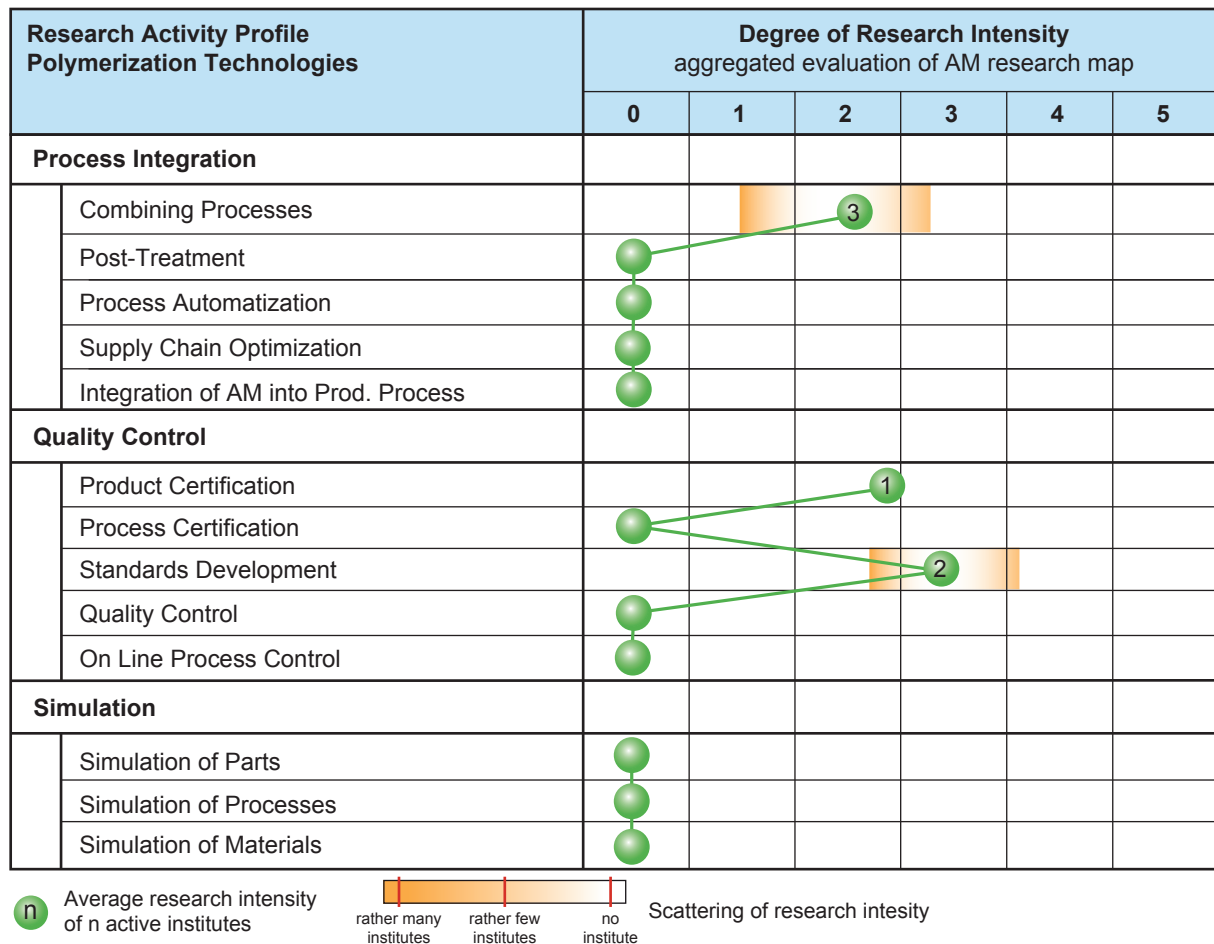 Research Activity Profile
Polymerization Technologies
Degree of Research Intensity
aggregated evaluation of AM research map
0 1 2 3 4 5
Process Integration
Combining Processes
3
Post-Treatment
Process Automatization
Supply Chain Optimization
Integration of AM into Prod. Process
Quality Control
Product Certification
1
Process Certification
Standards Development
2
Quality Control
On Line Process Control
Simulation
Simulation of Parts
Simulation of Processes
Simulation of Materials
n
Average research intensity
of n active institutes
rather many
institutes
rather few
institutes
no
institute
Scattering of research intesity